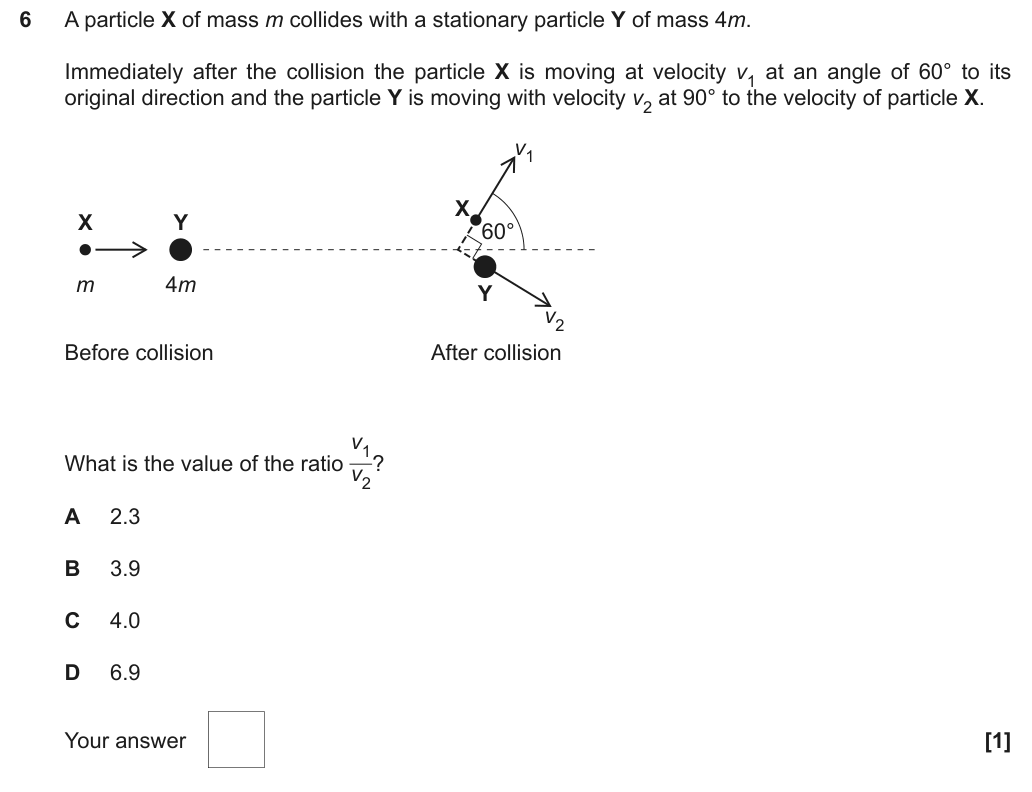 6 A particle X of mass m collides with a stationary particle Y of mass 4m.
Immediately after the collision the particle X is moving at velocity v₁ at an angle of 60° to its
original direction and the particle Y is moving with velocity v₂ at 90° to the velocity of particle X.
v₁
X
X Y
60°
m 4m
Y
v₂
Before collision After collision
What is the value of the ratio v₁/v₂?
A 2.3
B 3.9
C 4.0
D 6.9
Your answer [1]